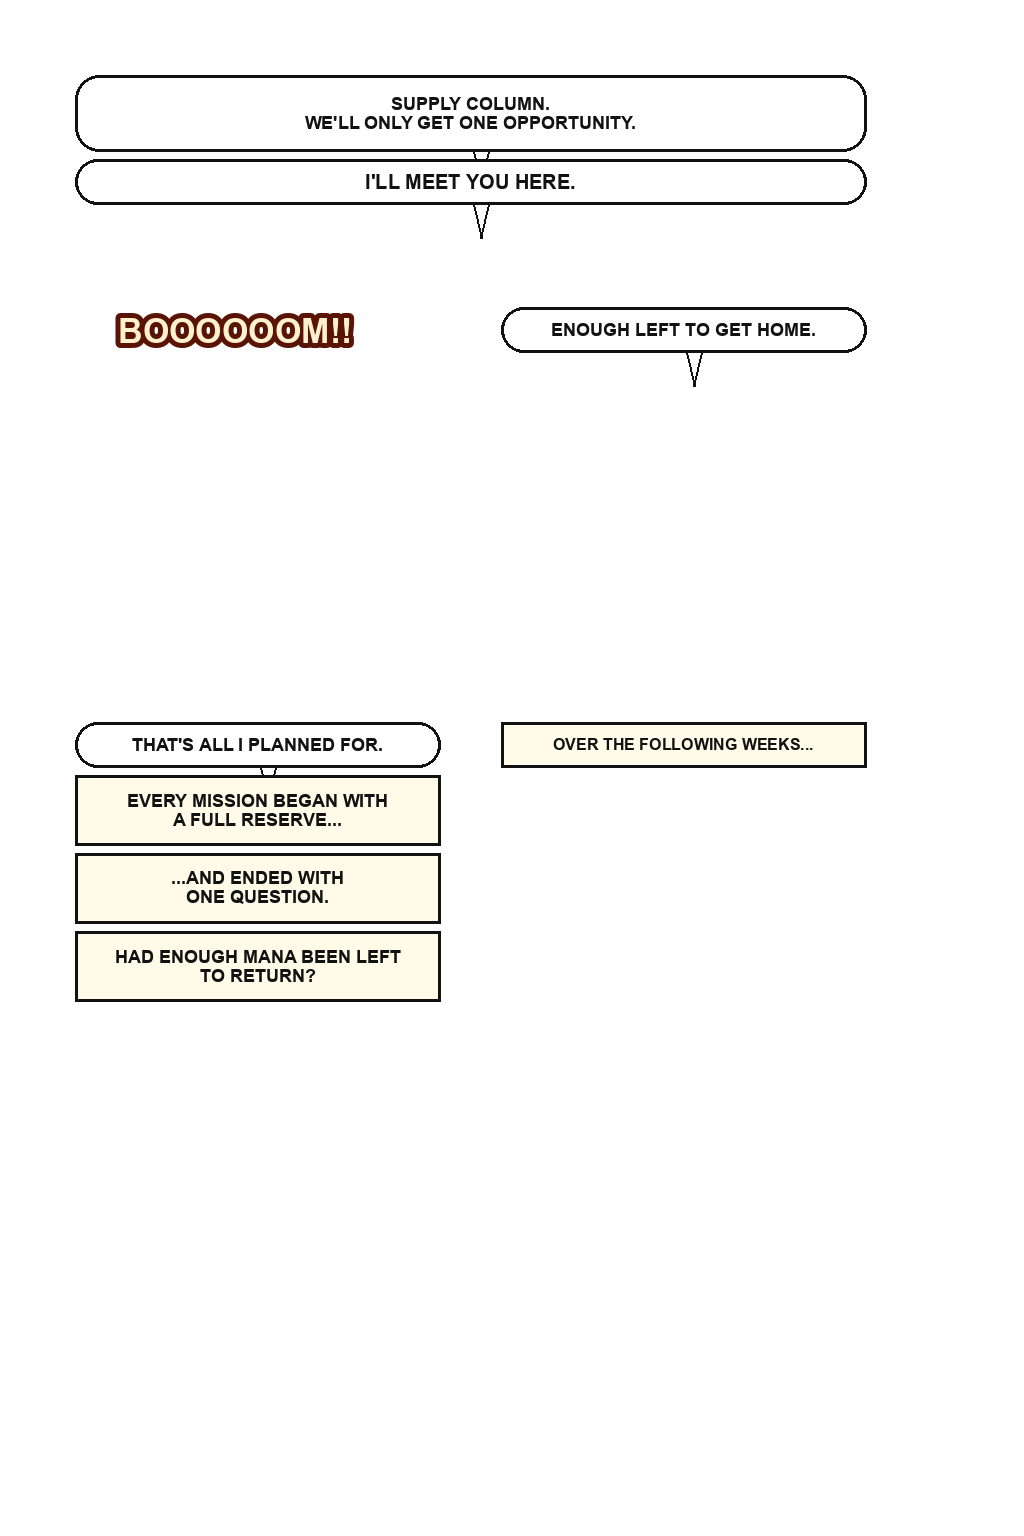 SUPPLY COLUMN.
WE'LL ONLY GET ONE OPPORTUNITY.
I'LL MEET YOU HERE.
BOOOOOOM!!
ENOUGH LEFT TO GET HOME.
THAT'S ALL I PLANNED FOR.
OVER THE FOLLOWING WEEKS...
EVERY MISSION BEGAN WITH
A FULL RESERVE...
...AND ENDED WITH
ONE QUESTION.
HAD ENOUGH MANA BEEN LEFT
TO RETURN?